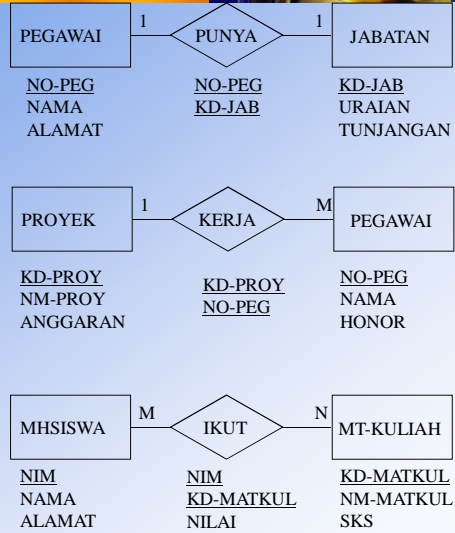 PEGAWAI 1 PUNYA 1 JABATAN
NO-PEG NO-PEG KD-JAB
NAMA KD-JAB URAIAN
ALAMAT TUNJANGAN
PROYEK 1 KERJA M PEGAWAI
KD-PROY KD-PROY NO-PEG
NM-PROY NO-PEG NAMA
ANGGARAN HONOR
MHSISWA M IKUT N MT-KULIAH
NIM NIM KD-MATKUL
NAMA KD-MATKUL NM-MATKUL
ALAMAT NILAI SKS